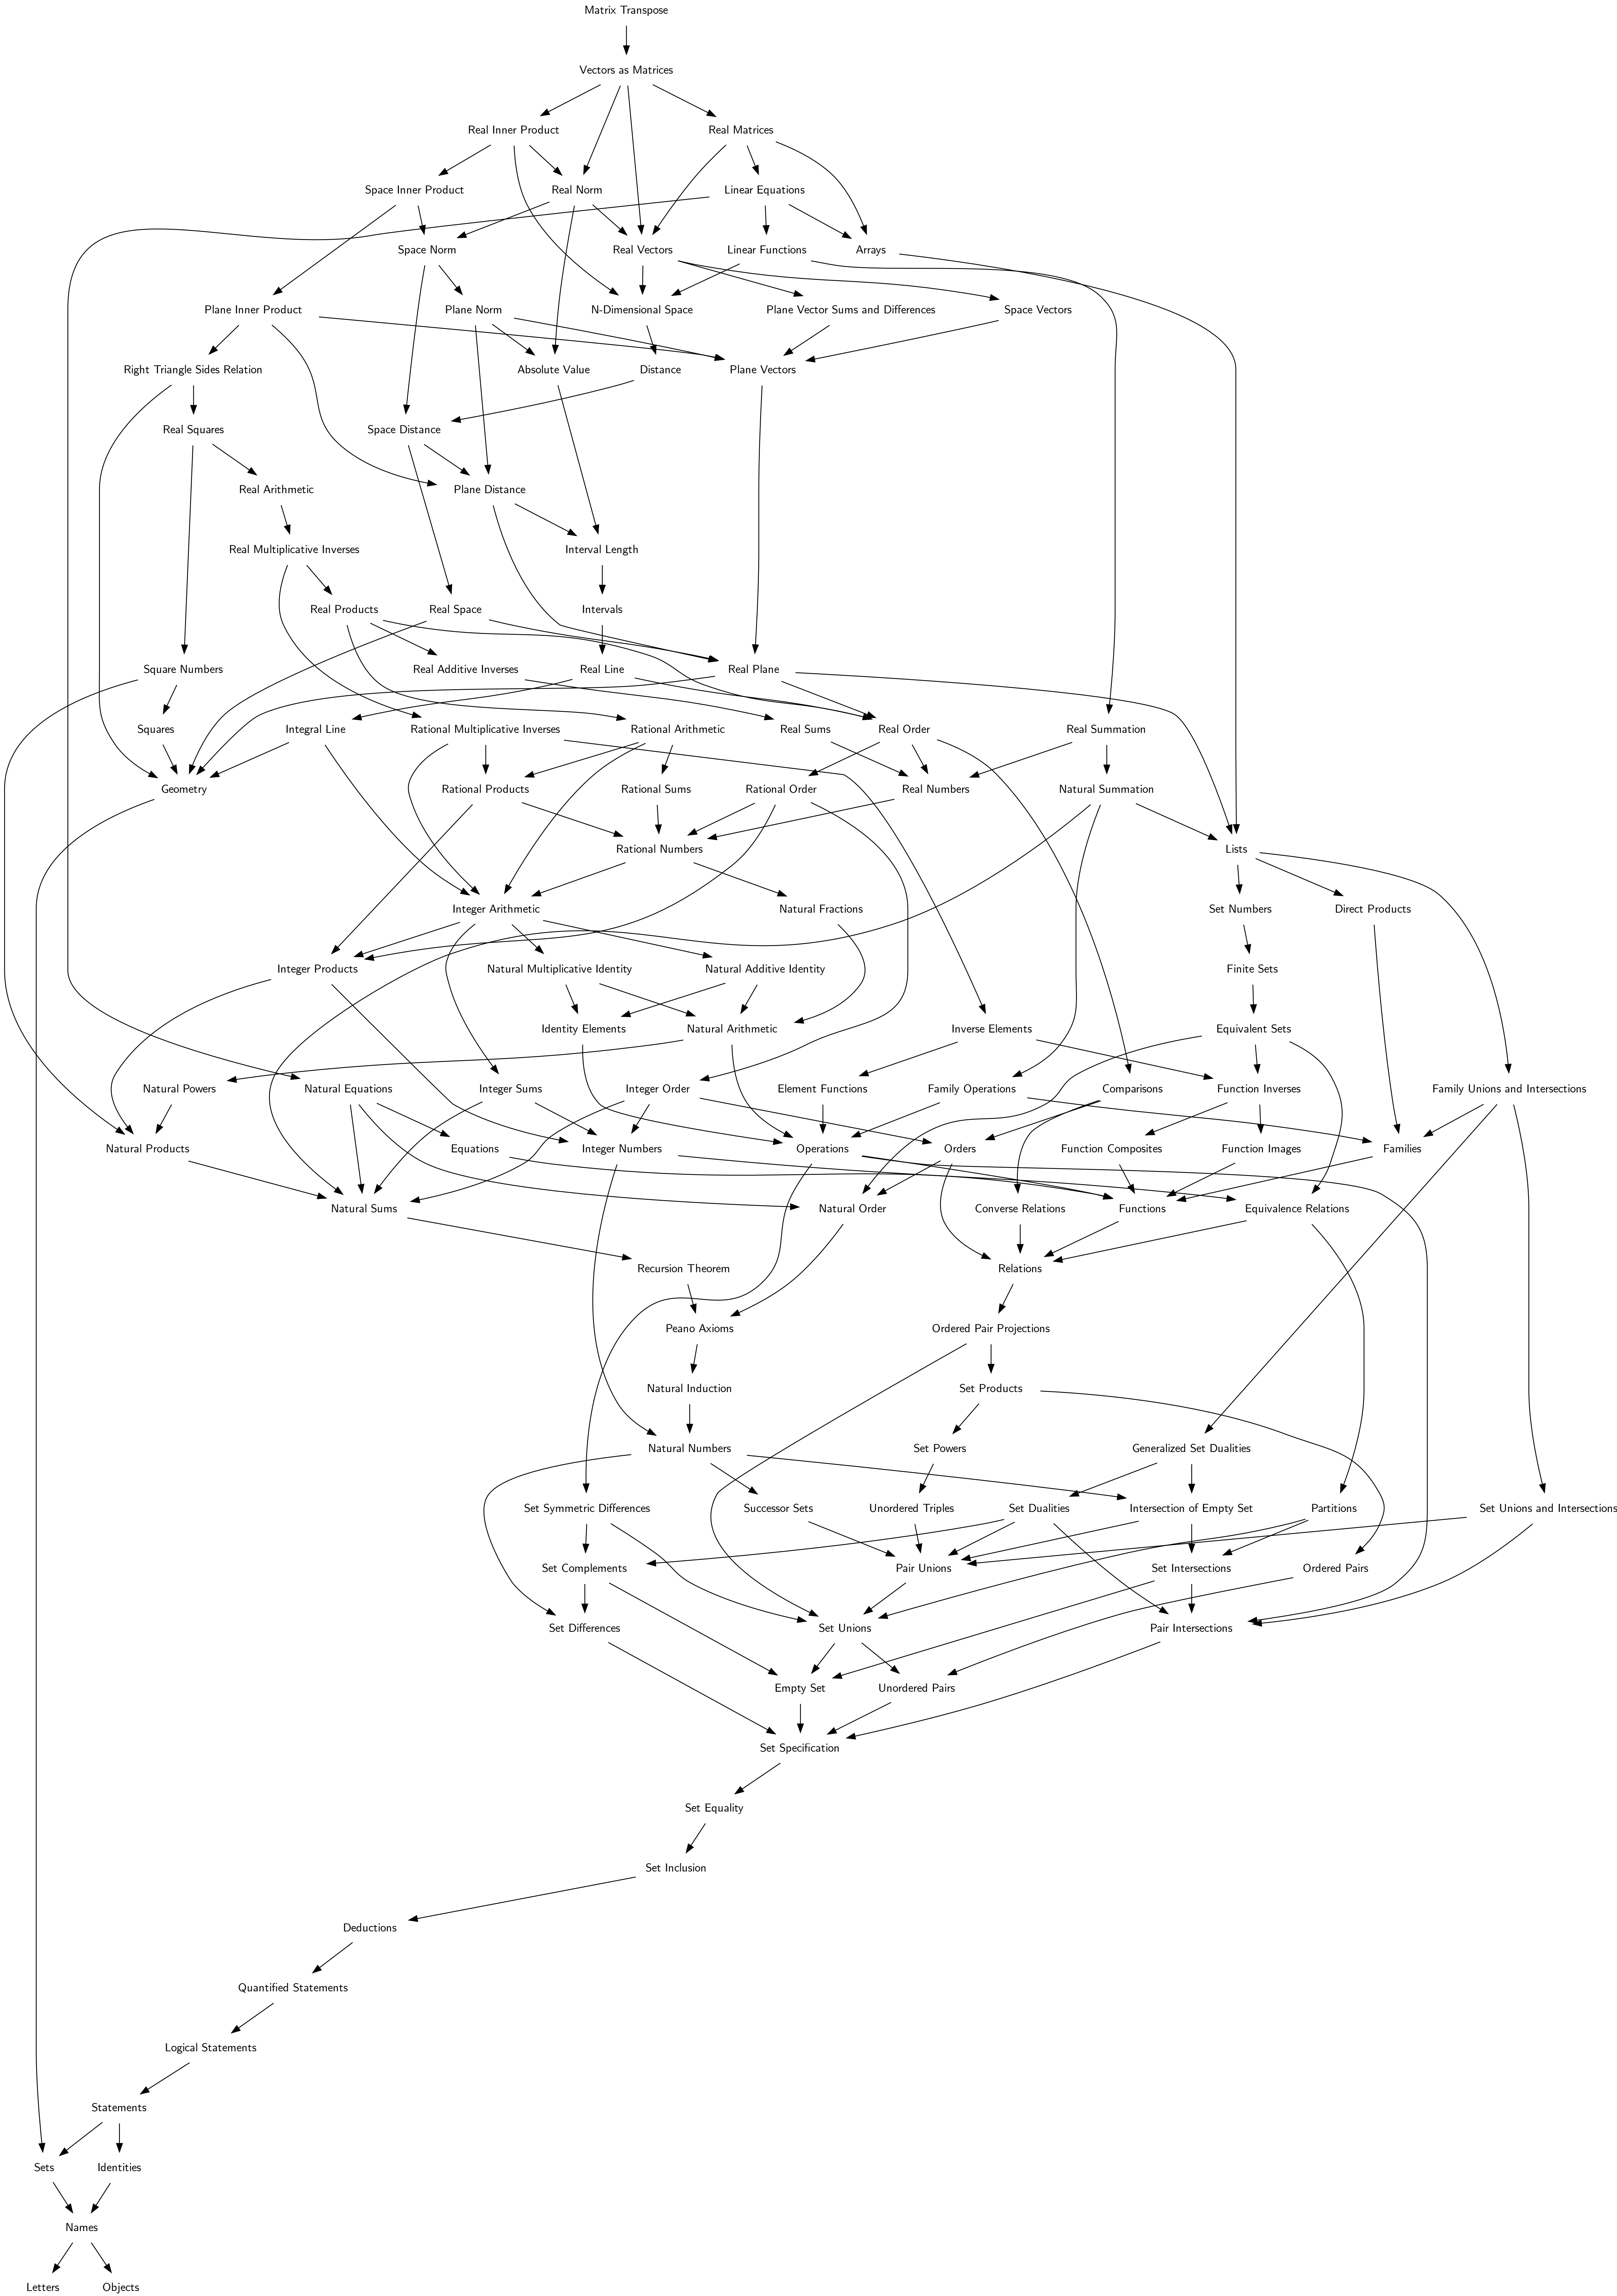 Matrix Transpose
Vectors as Matrices
Real Inner Product
Real Matrices
Space Inner Product
Real Norm
Linear Equations
Space Norm
Real Vectors
Linear Functions
Arrays
Plane Inner Product
Plane Norm
N-Dimensional Space
Plane Vector Sums and Differences
Space Vectors
Right Triangle Sides Relation
Absolute Value
Distance
Plane Vectors
Real Squares
Space Distance
Real Arithmetic
Plane Distance
Real Multiplicative Inverses
Interval Length
Real Products
Real Space
Intervals
Square Numbers
Real Additive Inverses
Real Line
Real Plane
Squares
Integral Line
Rational Multiplicative Inverses
Rational Arithmetic
Real Sums
Real Order
Real Summation
Geometry
Rational Products
Rational Sums
Rational Order
Real Numbers
Natural Summation
Rational Numbers
Lists
Integer Arithmetic
Natural Fractions
Set Numbers
Direct Products
Integer Products
Natural Multiplicative Identity
Natural Additive Identity
Finite Sets
Identity Elements
Natural Arithmetic
Inverse Elements
Equivalent Sets
Natural Powers
Natural Equations
Integer Sums
Integer Order
Element Functions
Family Operations
Comparisons
Function Inverses
Family Unions and Intersections
Natural Products
Equations
Integer Numbers
Operations
Orders
Function Composites
Function Images
Families
Natural Sums
Natural Order
Converse Relations
Functions
Equivalence Relations
Recursion Theorem
Relations
Peano Axioms
Ordered Pair Projections
Natural Induction
Set Products
Natural Numbers
Set Powers
Generalized Set Dualities
Set Symmetric Differences
Successor Sets
Unordered Triples
Set Dualities
Intersection of Empty Set
Partitions
Set Unions and Intersections
Set Complements
Pair Unions
Set Intersections
Ordered Pairs
Set Differences
Set Unions
Pair Intersections
Empty Set
Unordered Pairs
Set Specification
Set Equality
Set Inclusion
Deductions
Quantified Statements
Logical Statements
Statements
Sets
Identities
Names
Letters
Objects